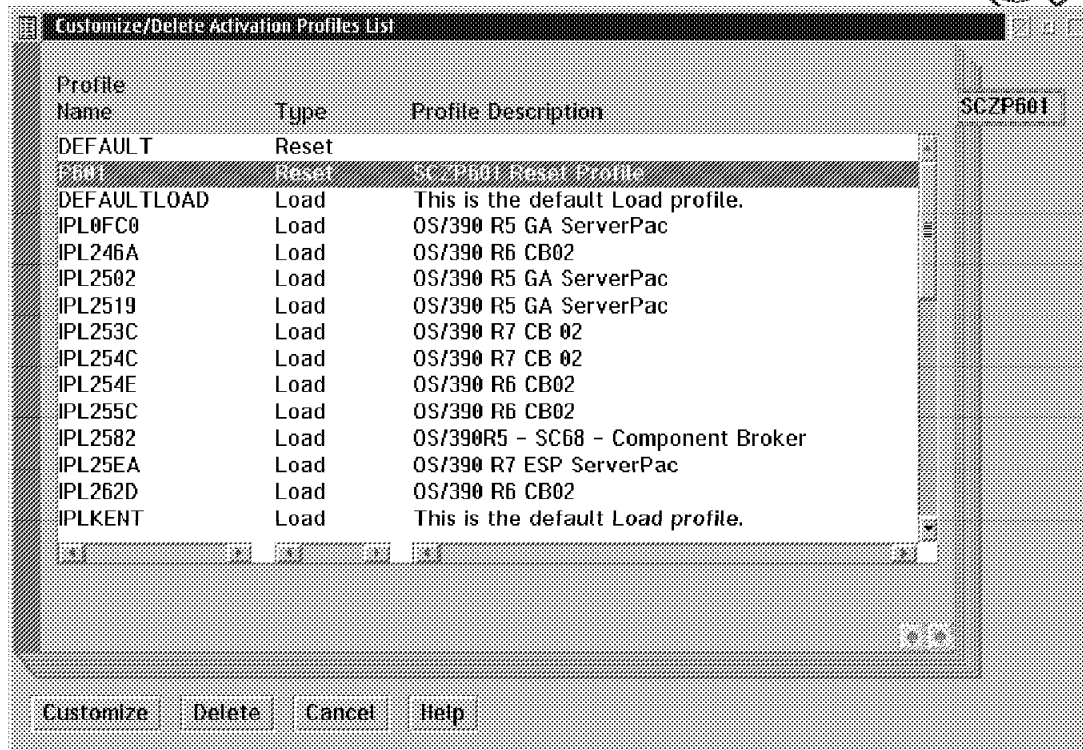 Customize/Delete Activation Profiles List
Profile
Name Type Profile Description
SCZP601
DEFAULT Reset
P601 Reset SCZP601 Reset Profile
DEFAULTLOAD Load This is the default Load profile.
IPL0FC0 Load OS/390 R5 GA ServerPac
IPL246A Load OS/390 R6 CB02
IPL2502 Load OS/390 R5 GA ServerPac
IPL2519 Load OS/390 R5 GA ServerPac
IPL253C Load OS/390 R7 CB 02
IPL254C Load OS/390 R7 CB 02
IPL254E Load OS/390 R6 CB02
IPL255C Load OS/390 R6 CB02
IPL2582 Load OS/390R5 - SC68 - Component Broker
IPL25EA Load OS/390 R7 ESP ServerPac
IPL262D Load OS/390 R6 CB02
IPLKENT Load This is the default Load profile.
Customize Delete Cancel Help